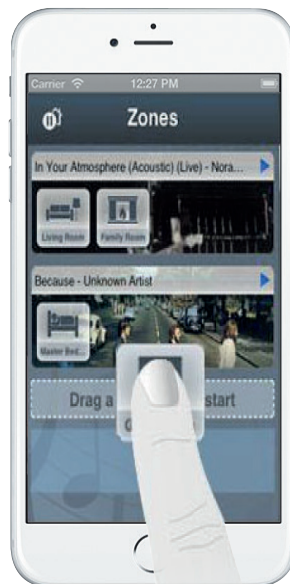 Carrier 12:27 PM
Zones
In Your Atmosphere (Acoustic) (Live) - Nora...
Living Room Family Room
Because - Unknown Artist
Master Bed...
Drag a start